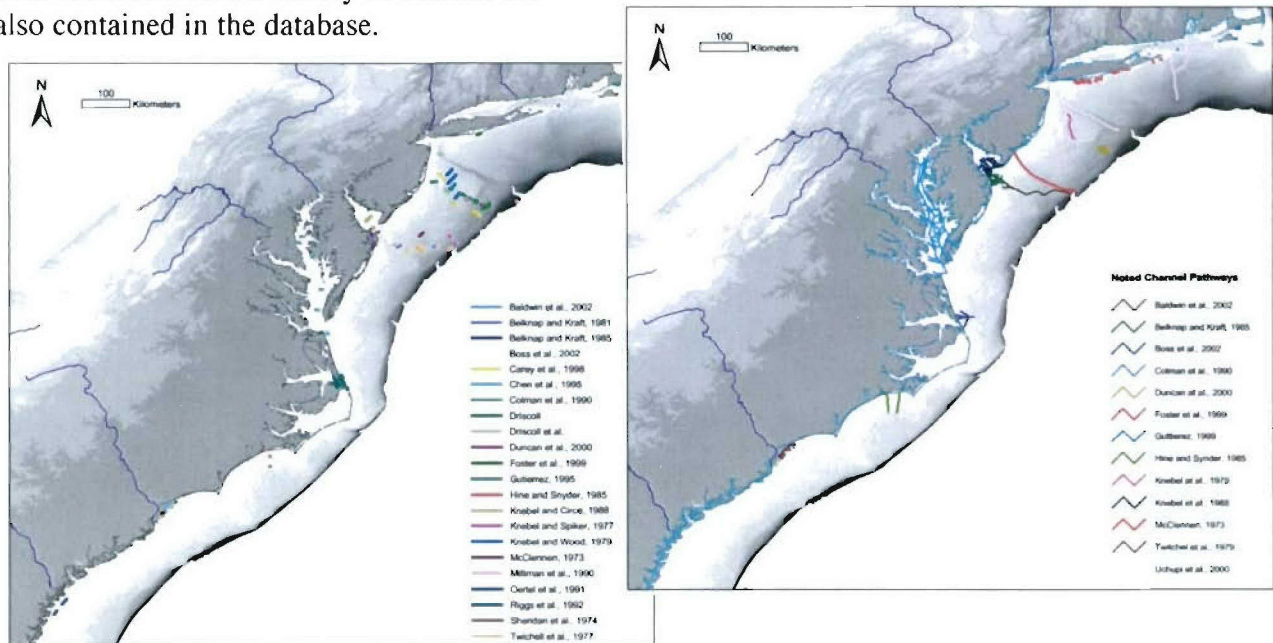 also contained in the database.
N
100
Kilometers
Baldwin et al., 2002
Belknap and Kraft, 1981
Belknap and Kraft, 1985
Boss et al., 2002
Carey et al., 1998
Chen et al., 1995
Colman et al., 1990
Driscoll
Driscoll et al.
Duncan et al., 2000
Foster et al., 1999
Gutierrez, 1995
Hine and Snyder, 1985
Knebel and Circe, 1988
Knebel and Spiker, 1977
Knebel and Wood, 1979
McClennen, 1973
Milliman et al., 1990
Oertel et al., 1991
Riggs et al., 1992
Sheridan et al., 1974
Twichell et al., 1977
N
100
Kilometers
Noted Channel Pathways
Baldwin et al., 2002
Belknap and Kraft, 1985
Boss et al., 2002
Colman et al., 1990
Duncan et al., 2000
Foster et al., 1999
Hine and Snyder, 1985
Knebel et al., 1979
Knebel et al., 1988
McClennen, 1973
Twichel et al., 1979
Uchupi et al., 2000